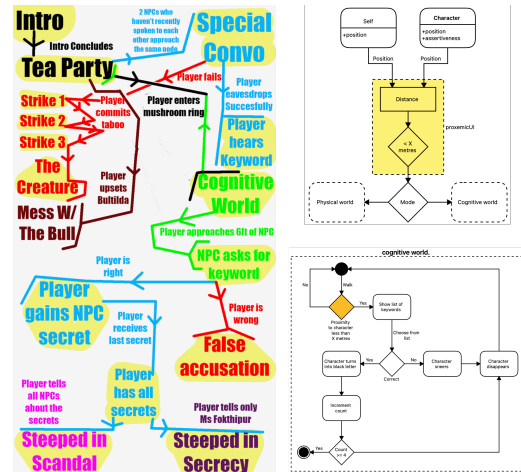 Intro
Intro Concludes
Tea Party
2 NPCs who
haven't recently
spoken to each
other approach
the same node
Special
Convo
Player fails
Player
eavesdrops
Succesfully
Player
hears
Keyword
Strike 1
Strike 2
Strike 3
Player
commits
taboo
Player enters
mushroom ring
The
Creature
Player
upsets
Bultilda
Mess W/
The Bull
Cognitive
World
Player approaches 6ft of NPC
NPC asks for
keyword
Player is
right
Player
gains NPC
secret
Player
receives
last secret
Player is
wrong
False
accusation
Player
has all
secrets
Player tells
all NPCs
about the
secrets
Player tells only
Ms Fokthipur
Steeped in
Scandal
Steeped in
Secrecy
Self
+position
Character
+position
+assertiveness
Position
Position
Distance
proxemicUI
< X
metres
Physical world
Mode
Cognitive world
cognitive world.
No
Walk
Yes
Show list of
keywords
Proximity
to character
less than
X metres
Choose from
list
Character turns
into black letter
Yes
No
Correct
Character
sneers
Character
disappears
Increment
count
Yes
Count
>= 4
No